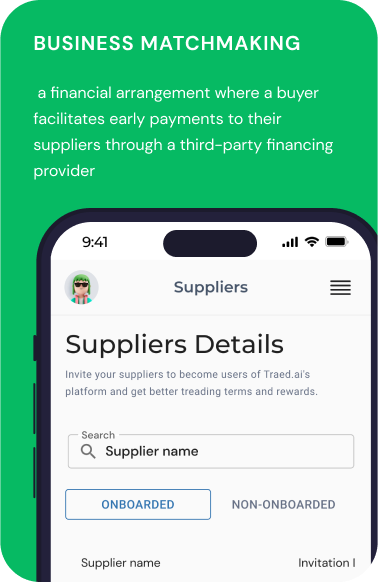 BUSINESS MATCHMAKING
a financial arrangement where a buyer
facilitates early payments to their
suppliers through a third-party financing
provider
9:41
Suppliers
Suppliers Details
Invite your suppliers to become users of Traed.ai's
platform and get better treading terms and rewards.
Search
Supplier name
ONBOARDED NON-ONBOARDED
Supplier name Invitation I